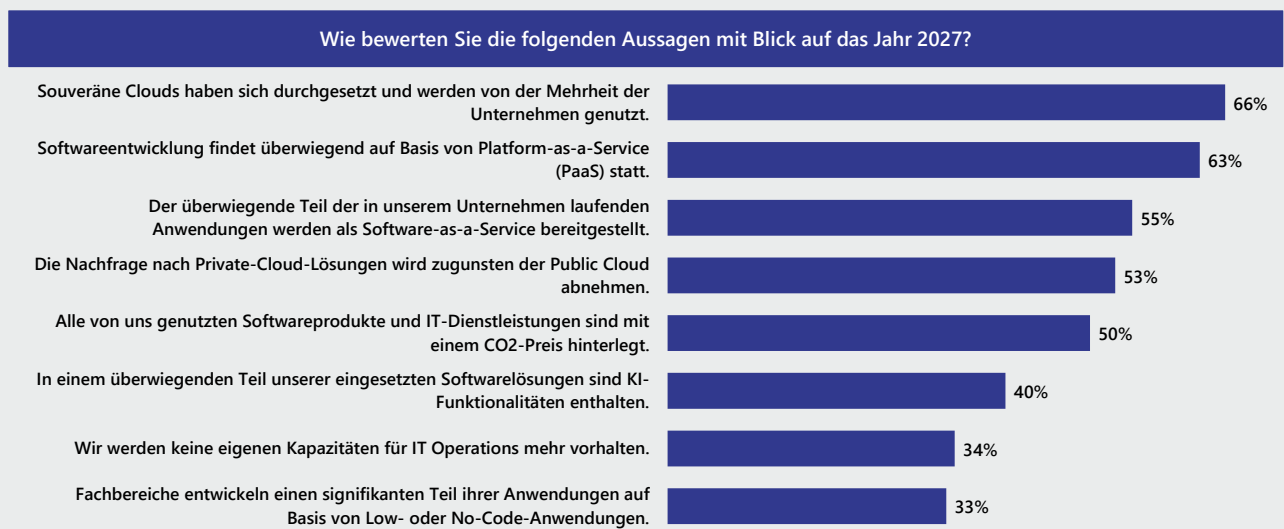 Wie bewerten Sie die folgenden Aussagen mit Blick auf das Jahr 2027?
Souveräne Clouds haben sich durchgesetzt und werden von der Mehrheit der
Unternehmen genutzt.
66%
Softwareentwicklung findet überwiegend auf Basis von Platform-as-a-Service
(PaaS) statt.
63%
Der überwiegende Teil der in unserem Unternehmen laufenden
Anwendungen werden als Software-as-a-Service bereitgestellt.
55%
Die Nachfrage nach Private-Cloud-Lösungen wird zugunsten der Public Cloud
abnehmen.
53%
Alle von uns genutzten Softwareprodukte und IT-Dienstleistungen sind mit
einem CO2-Preis hinterlegt.
50%
In einem überwiegenden Teil unserer eingesetzten Softwarelösungen sind KI-
Funktionalitäten enthalten.
40%
Wir werden keine eigenen Kapazitäten für IT Operations mehr vorhalten.
34%
Fachbereiche entwickeln einen signifikanten Teil ihrer Anwendungen auf
Basis von Low- oder No-Code-Anwendungen.
33%